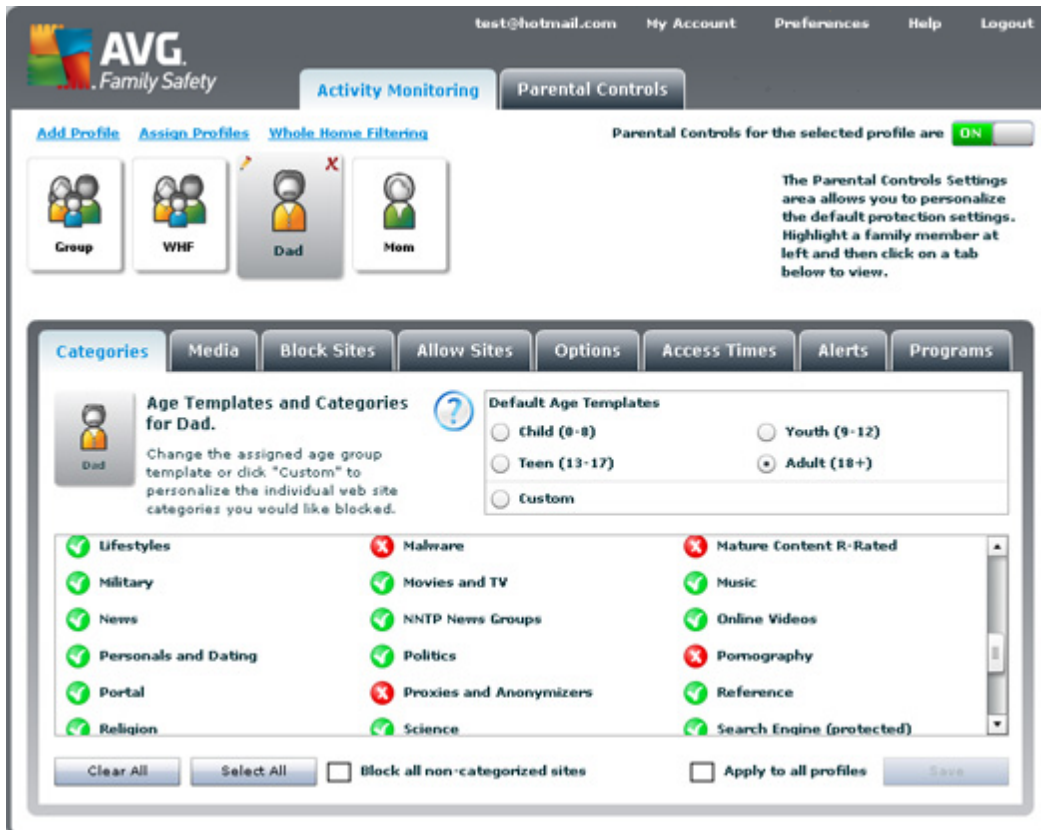 test@hotmail.com My Account Preferences Help Logout
AVG.
Family Safety
Activity Monitoring Parental Controls
Add Profile Assign Profiles Whole Home Filtering
Parental Controls for the selected profile are ON
Group WHF Dad Mom
The Parental Controls Settings
area allows you to personalize
the default protection settings.
Highlight a family member at
left and then click on a tab
below to view.
Categories Media Block Sites Allow Sites Options Access Times Alerts Programs
Dad
Age Templates and Categories
for Dad.
Change the assigned age group
template or click "Custom" to
personalize the individual web site
categories you would like blocked.
?
Default Age Templates
Child (0-8) Youth (9-12)
Teen (13-17) Adult (18+)
Custom
Lifestyles Malware Mature Content R-Rated
Military Movies and TV Music
News NNTP News Groups Online Videos
Personals and Dating Politics Pornography
Portal Proxies and Anonymizers Reference
Religion Science Search Engine (protected)
Clear All Select All Block all non-categorized sites Apply to all profiles Save